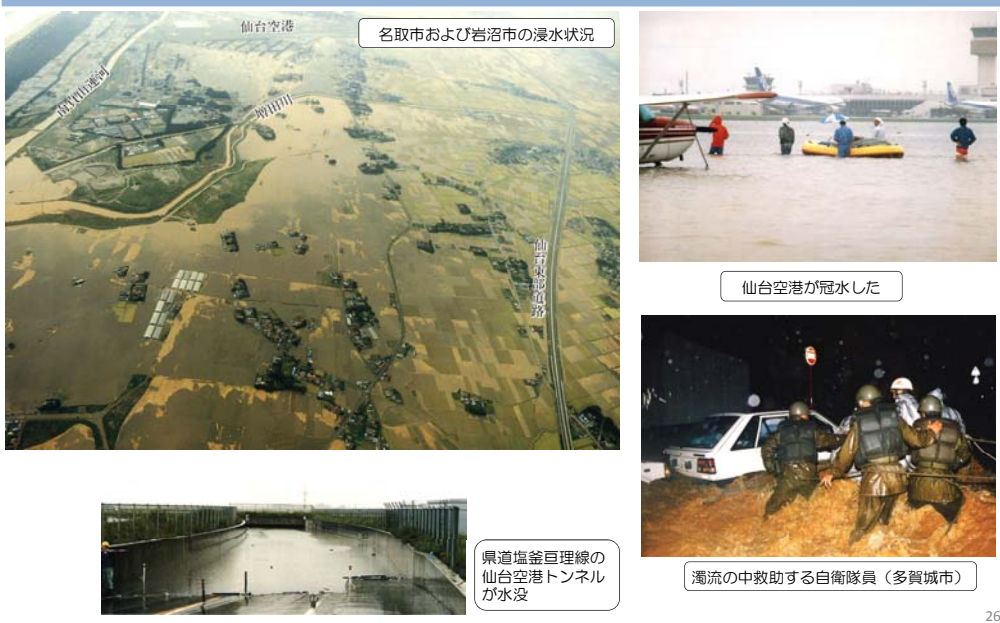 仙台空港
名取市および岩沼市の浸水状況
貞山運河
増田川
仙台東部道路
仙台空港が冠水した
県道塩釜亘理線の
仙台空港トンネル
が水没
濁流の中救助する自衛隊員（多賀城市）
26